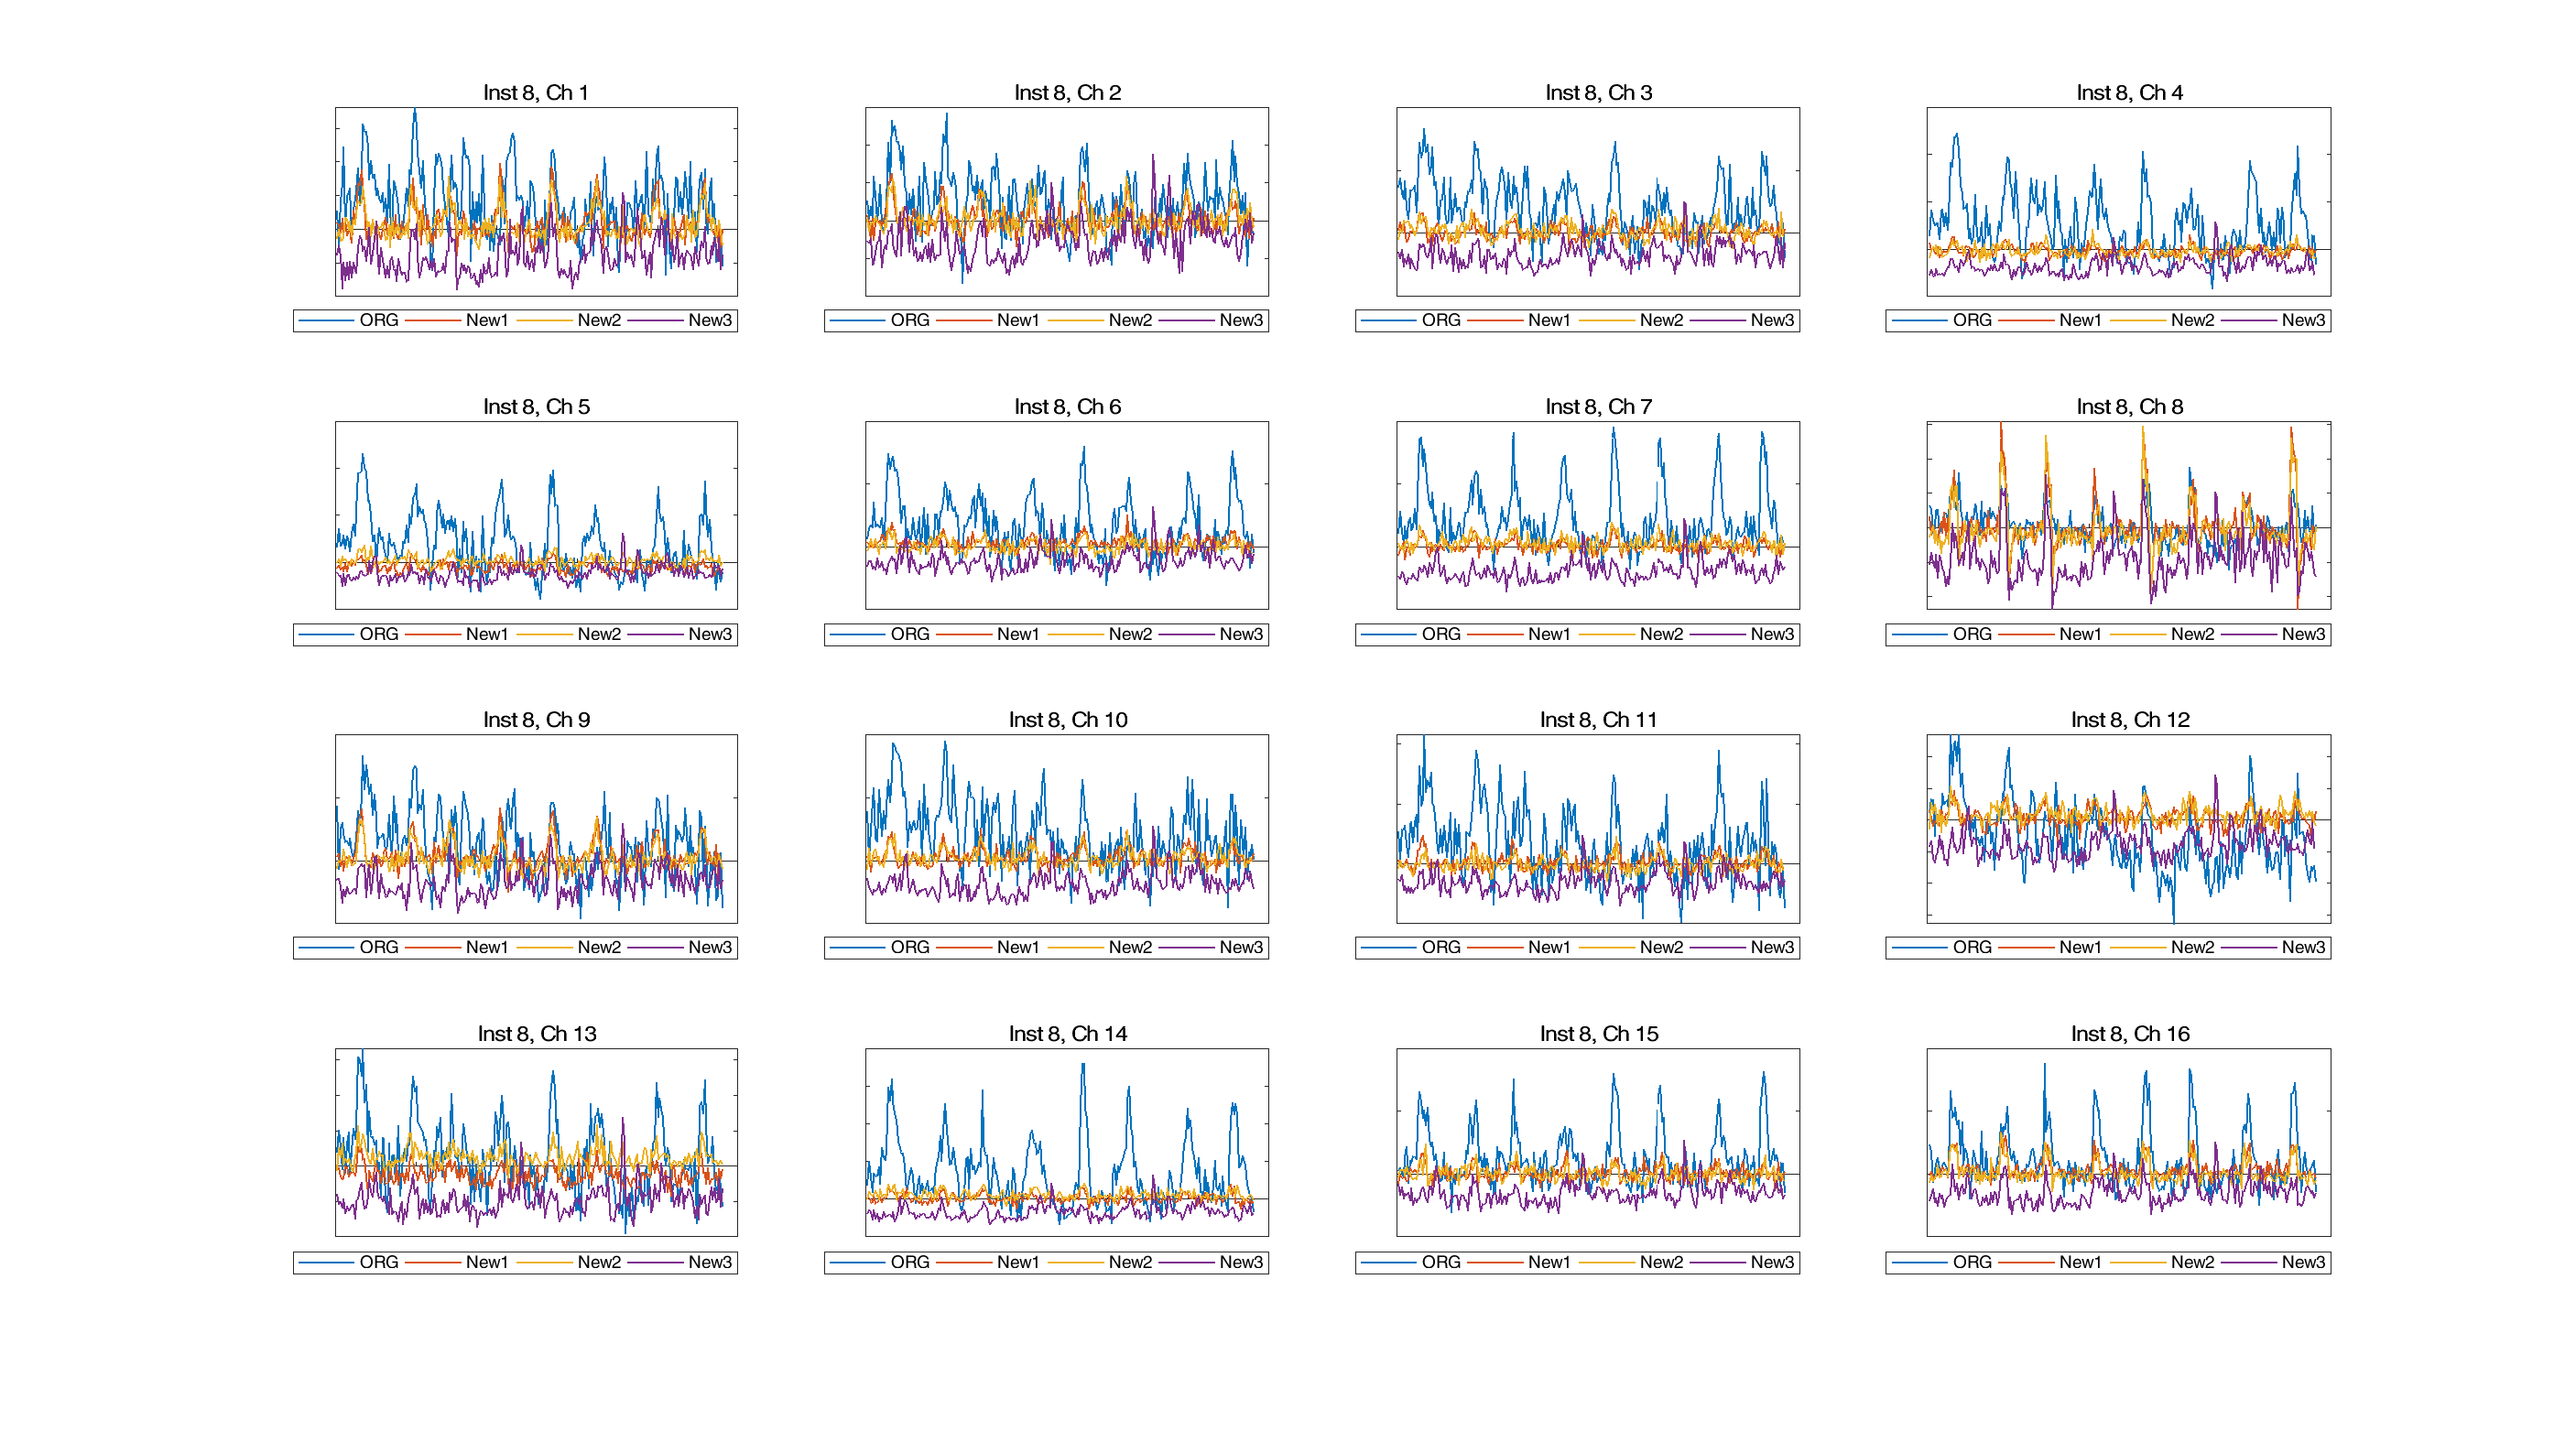 Inst 8, Ch 1
Inst 8, Ch 2
Inst 8, Ch 3
Inst 8, Ch 4
ORG New1 New2 New3
ORG New1 New2 New3
ORG New1 New2 New3
ORG New1 New2 New3
Inst 8, Ch 5
Inst 8, Ch 6
Inst 8, Ch 7
Inst 8, Ch 8
ORG New1 New2 New3
ORG New1 New2 New3
ORG New1 New2 New3
ORG New1 New2 New3
Inst 8, Ch 9
Inst 8, Ch 10
Inst 8, Ch 11
Inst 8, Ch 12
ORG New1 New2 New3
ORG New1 New2 New3
ORG New1 New2 New3
ORG New1 New2 New3
Inst 8, Ch 13
Inst 8, Ch 14
Inst 8, Ch 15
Inst 8, Ch 16
ORG New1 New2 New3
ORG New1 New2 New3
ORG New1 New2 New3
ORG New1 New2 New3